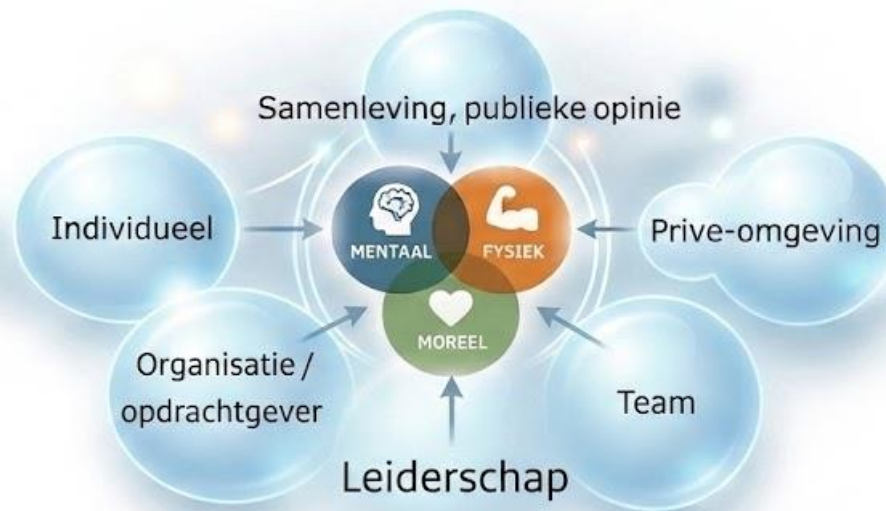 Samenleving, publieke opinie
Individueel
MENTAAL
FYSIEK
Prive-omgeving
MOREEL
Organisatie /
opdrachtgever
Team
Leiderschap